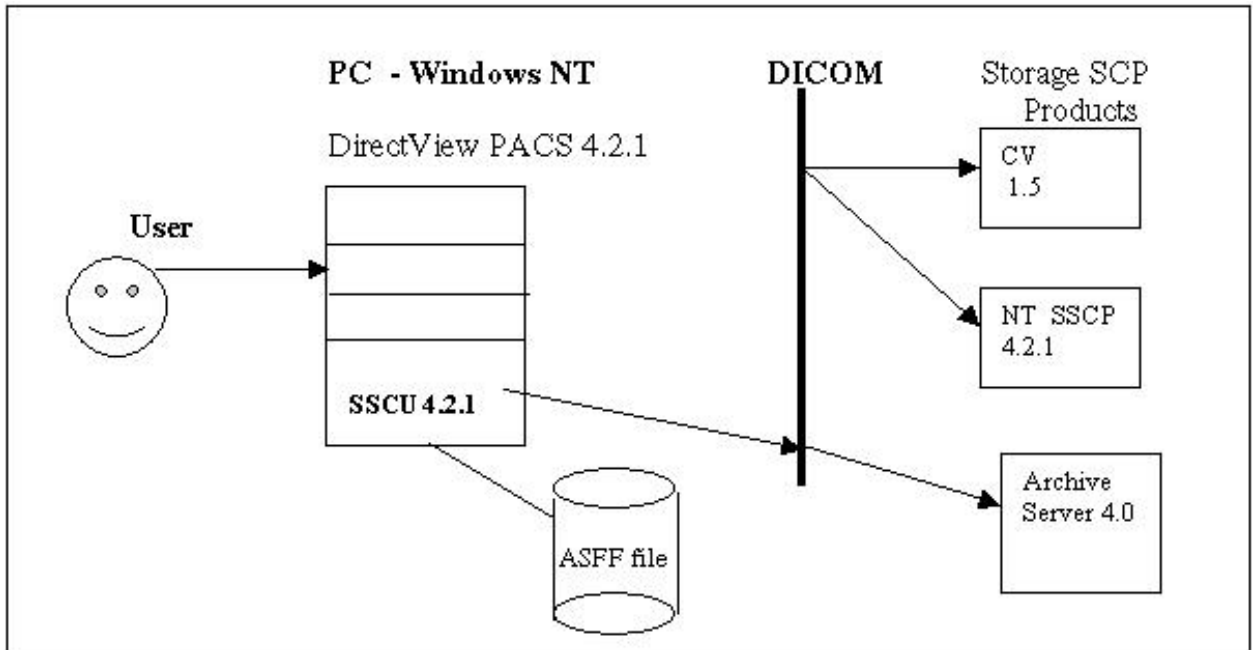 PC - Windows NT
DICOM
Storage SCP
Products
DirectView PACS 4.2.1
CV
1.5
User
NT SSCP
4.2.1
SSCU 4.2.1
Archive
Server 4.0
ASFF file